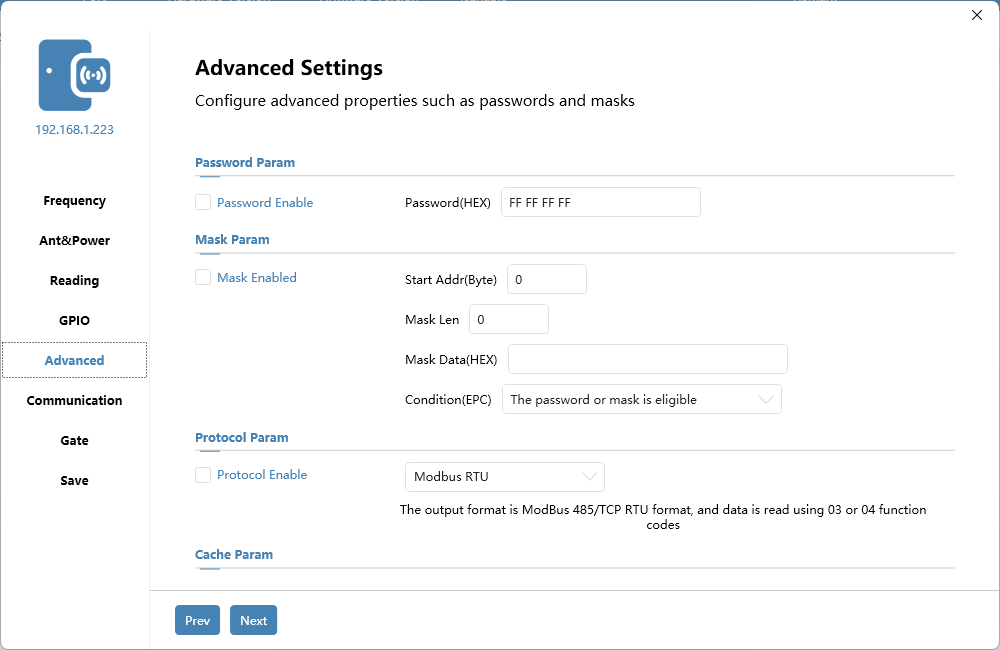 Advanced Settings
Configure advanced properties such as passwords and masks
192.168.1.223
Frequency
Ant&Power
Reading
GPIO
Advanced
Communication
Gate
Save
Password Param
Password Enable Password(HEX) FF FF FF FF
Mask Param
Mask Enabled Start Addr(Byte) 0
Mask Len 0
Mask Data(HEX)
Condition(EPC) The password or mask is eligible
Protocol Param
Protocol Enable Modbus RTU
The output format is ModBus 485/TCP RTU format, and data is read using 03 or 04 function
codes
Cache Param
Prev Next